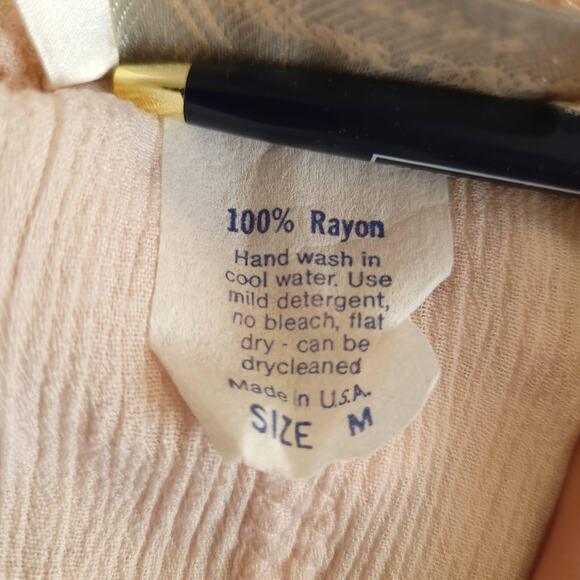 100% Rayon
Hand wash in
cool water. Use
mild detergent,
no bleach, flat
dry - can be
drycleaned
Made in U.S.A.
SIZE M